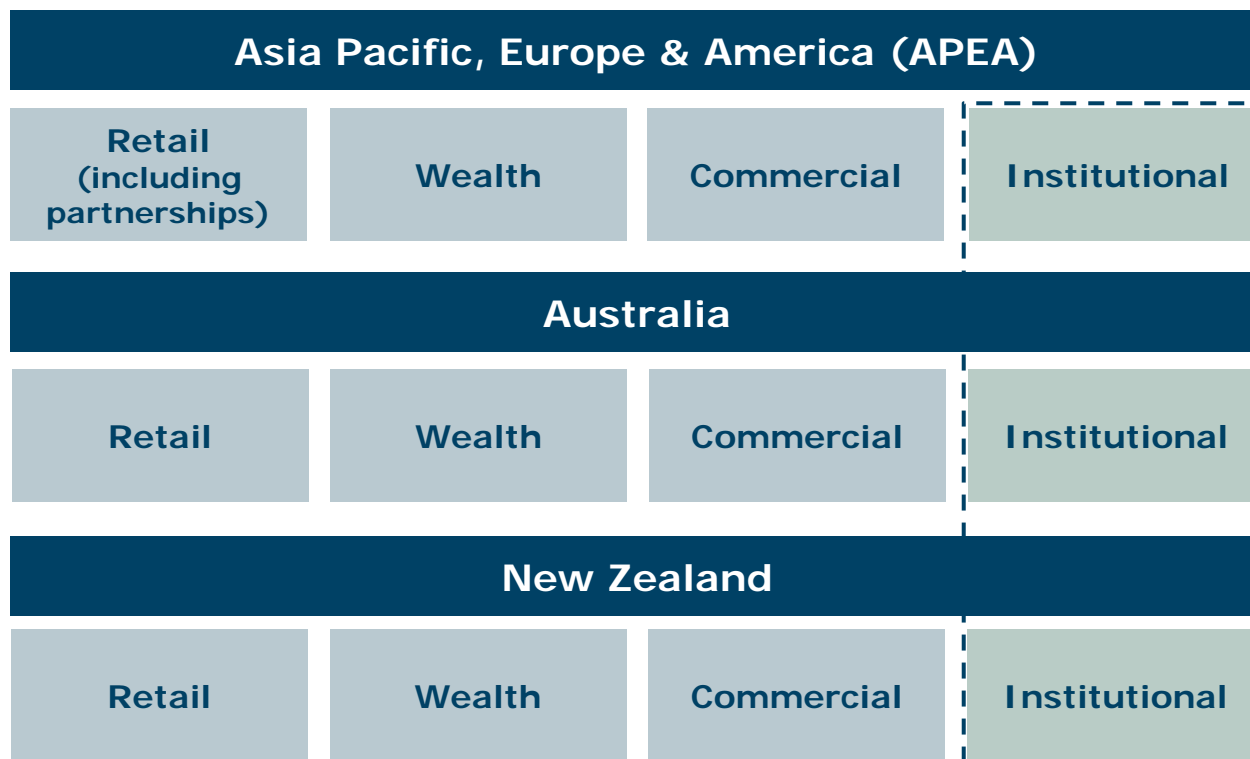 Asia Pacific, Europe & America (APEA)
Retail
(including
partnerships)
Wealth
Commercial
Institutional
Australia
Retail
Wealth
Commercial
Institutional
New Zealand
Retail
Wealth
Commercial
Institutional